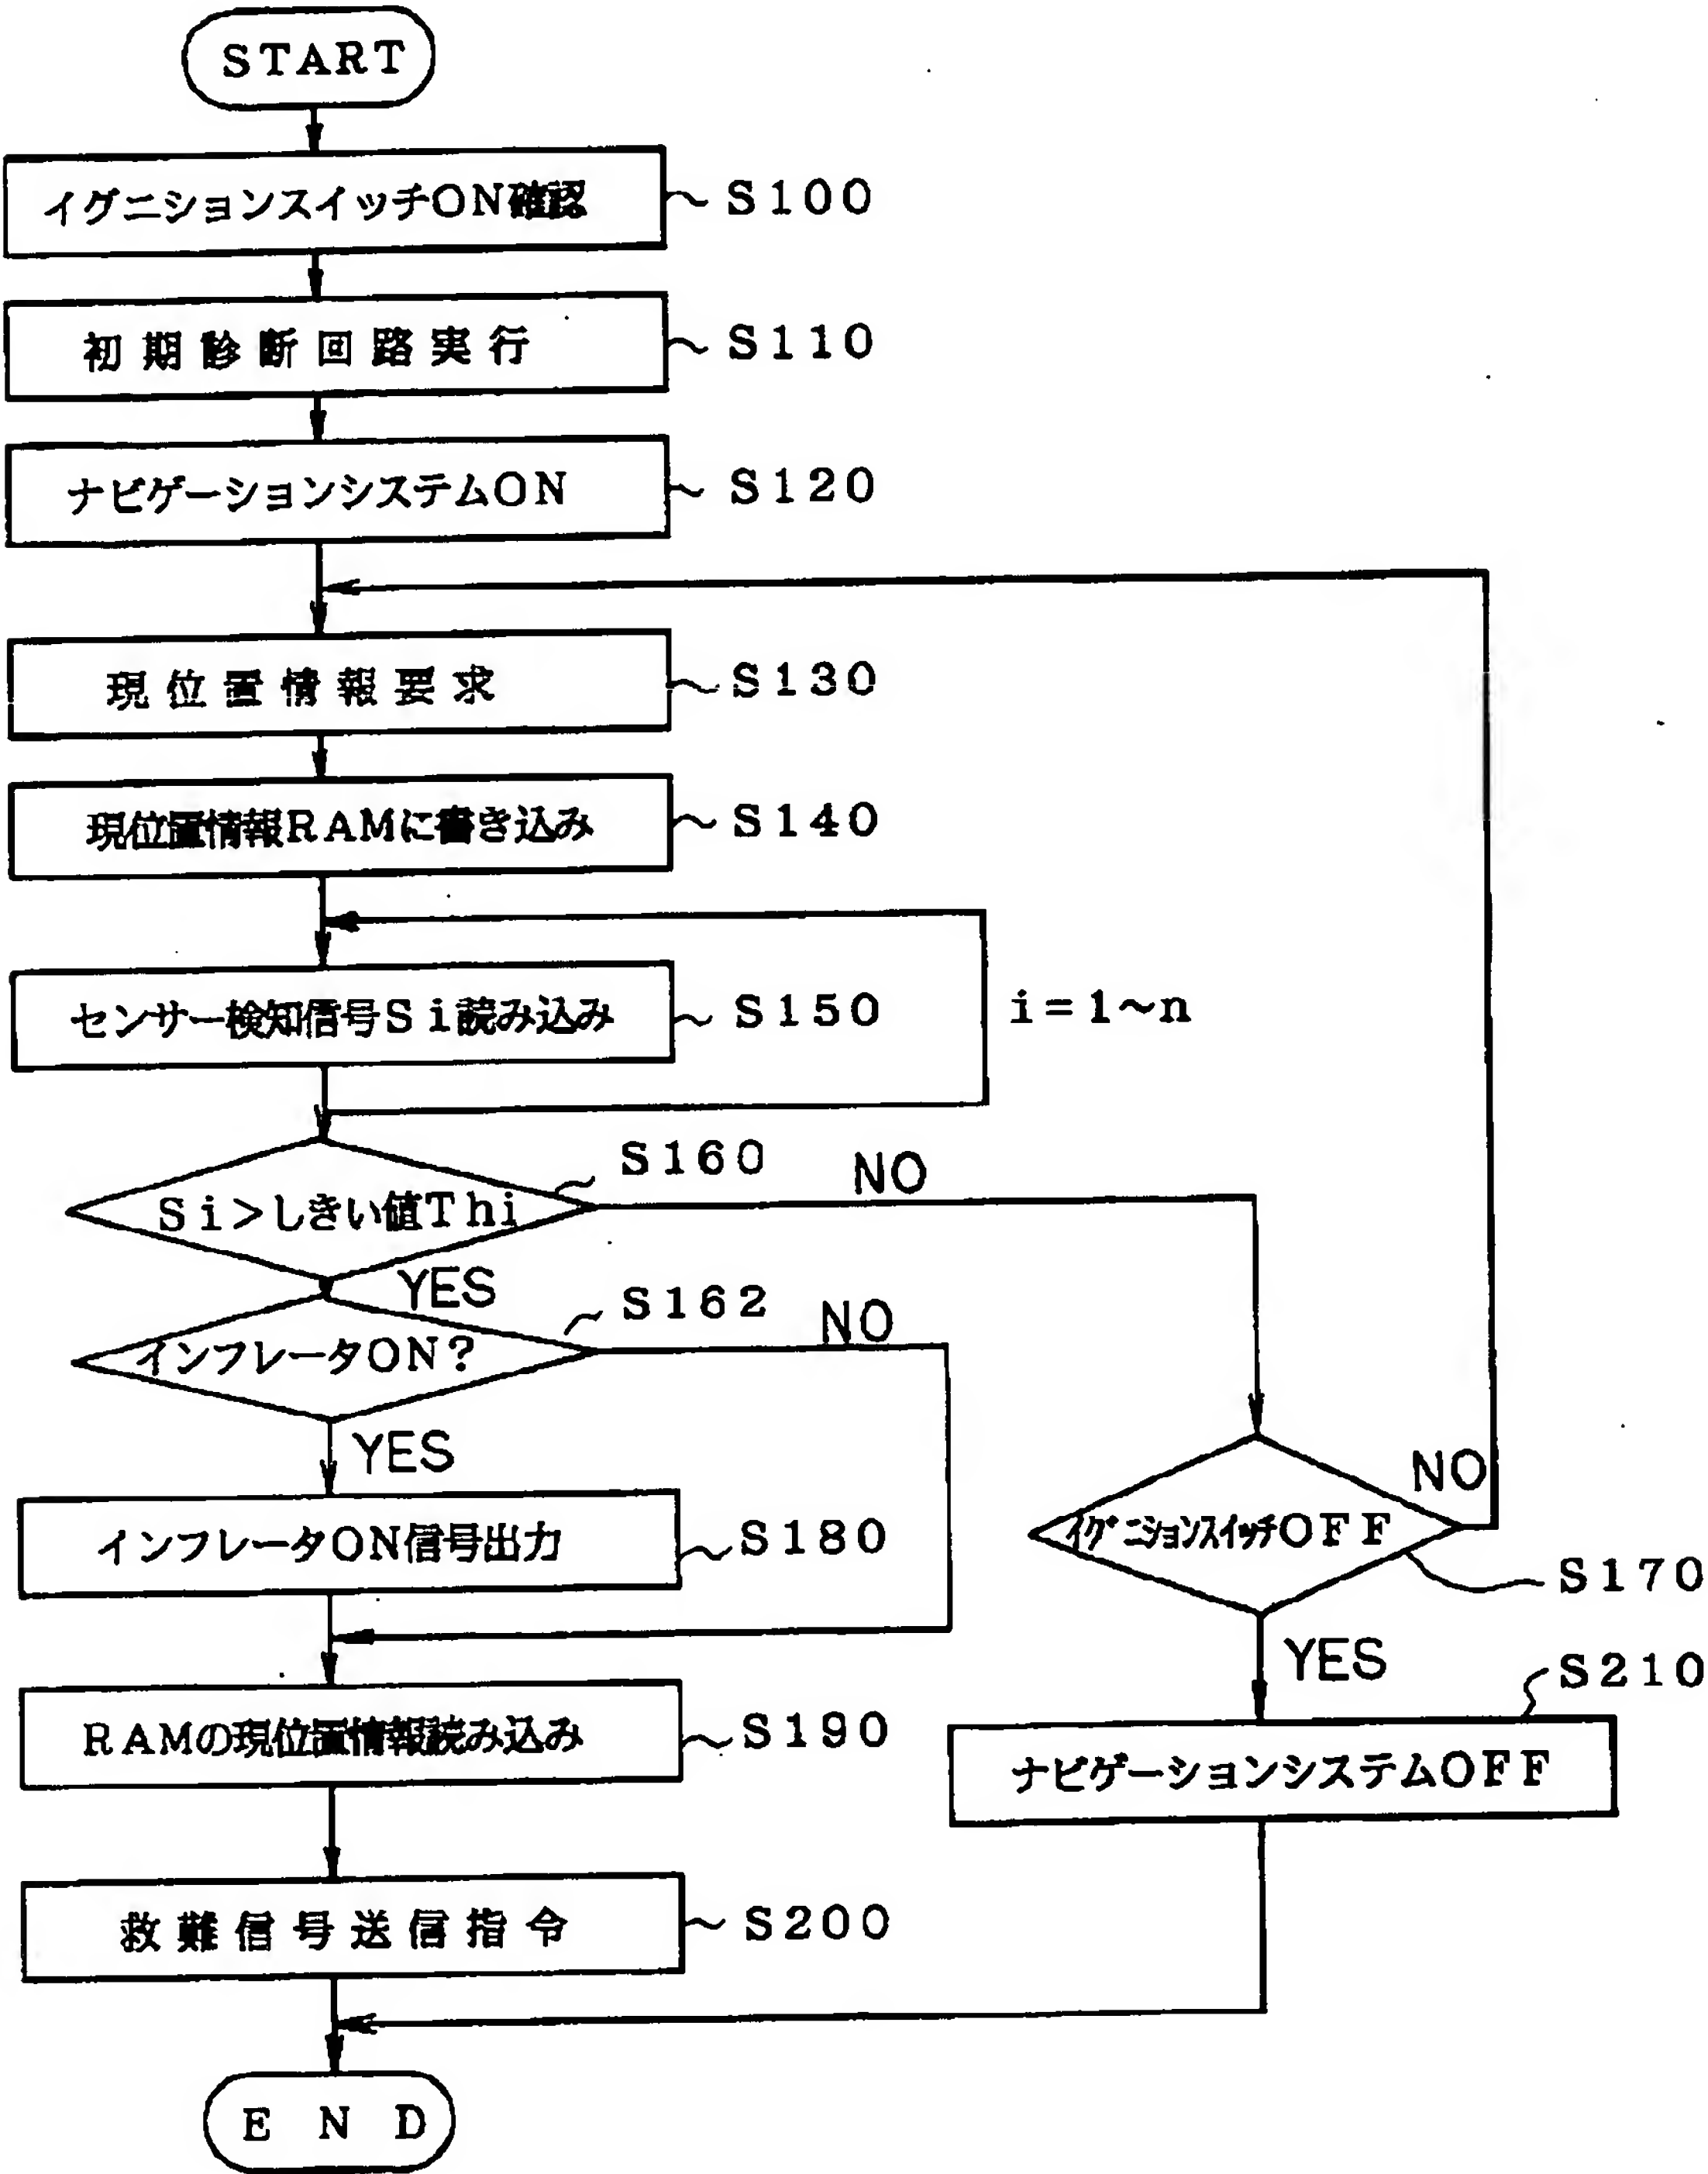 START
イグニションスイッチON確認
S100
初期診断回路実行
S110
ナビゲーションシステムON
S120
現位置情報要求
S130
現位置情報RAMに書き込み
S140
センサー検知信号Si読み込み
S150
i=1~n
S160
NO
Si>しきい値Thi
YES
S162
NO
インフレータON?
YES
NO
インフレータON信号出力
S180
イグニションスイッチOFF
S170
YES
S210
RAMの現位置情報読み込み
S190
ナビゲーションシステムOFF
救難信号送信指令
S200
END